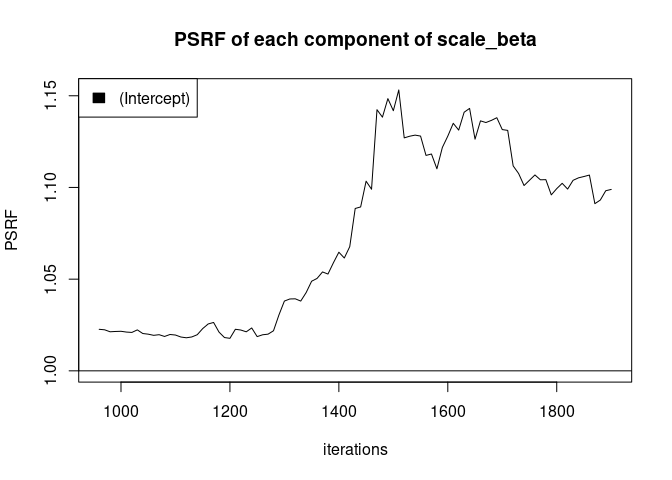 PSRF of each component of scale_beta
(Intercept)
PSRF
1.15
1.10
1.05
1.00
1000 1200 1400 1600 1800
iterations